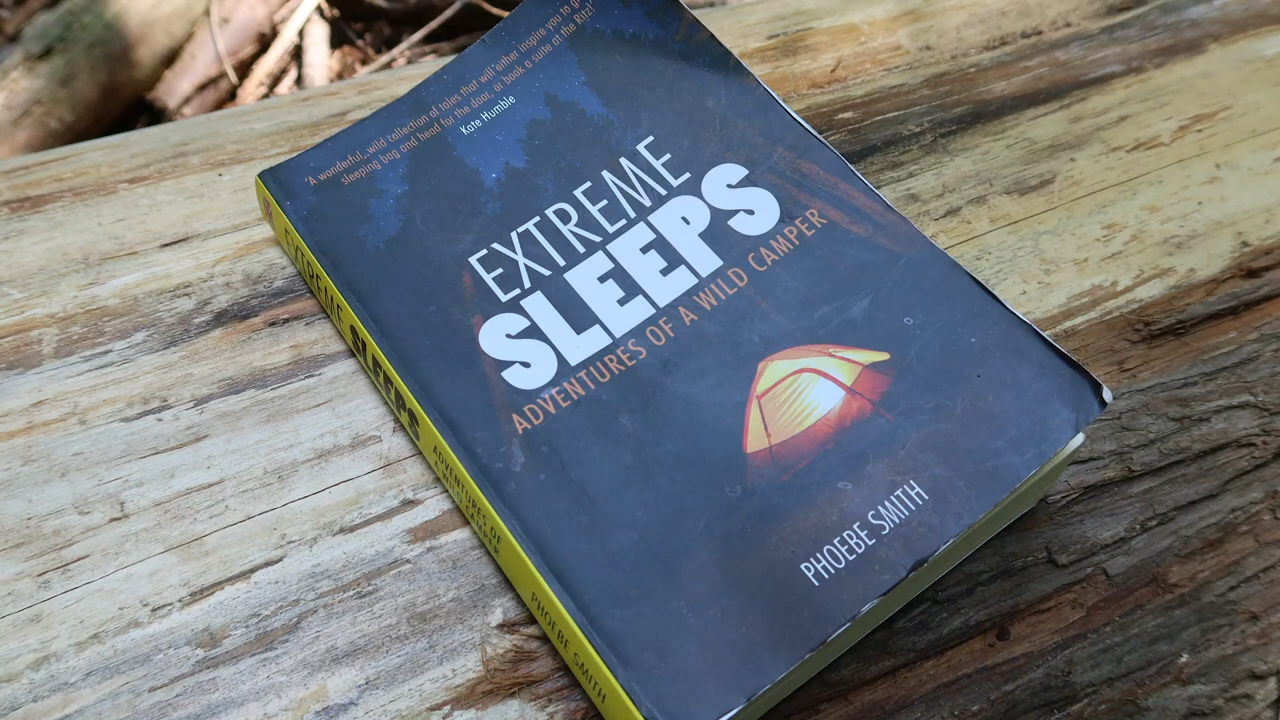 'A wonderful, wild collection of tales that will either inspire you to
sleeping bag and head for the door, or book a suite at the Ritz!'
Kate Humble
EXTREME
SLEEPS
ADVENTURES OF A WILD CAMPER
PHOEBE SMITH
EXTREME SLEEPS
ADVENTURES OF
A WILD CAMPER
PHOEBE SMITH